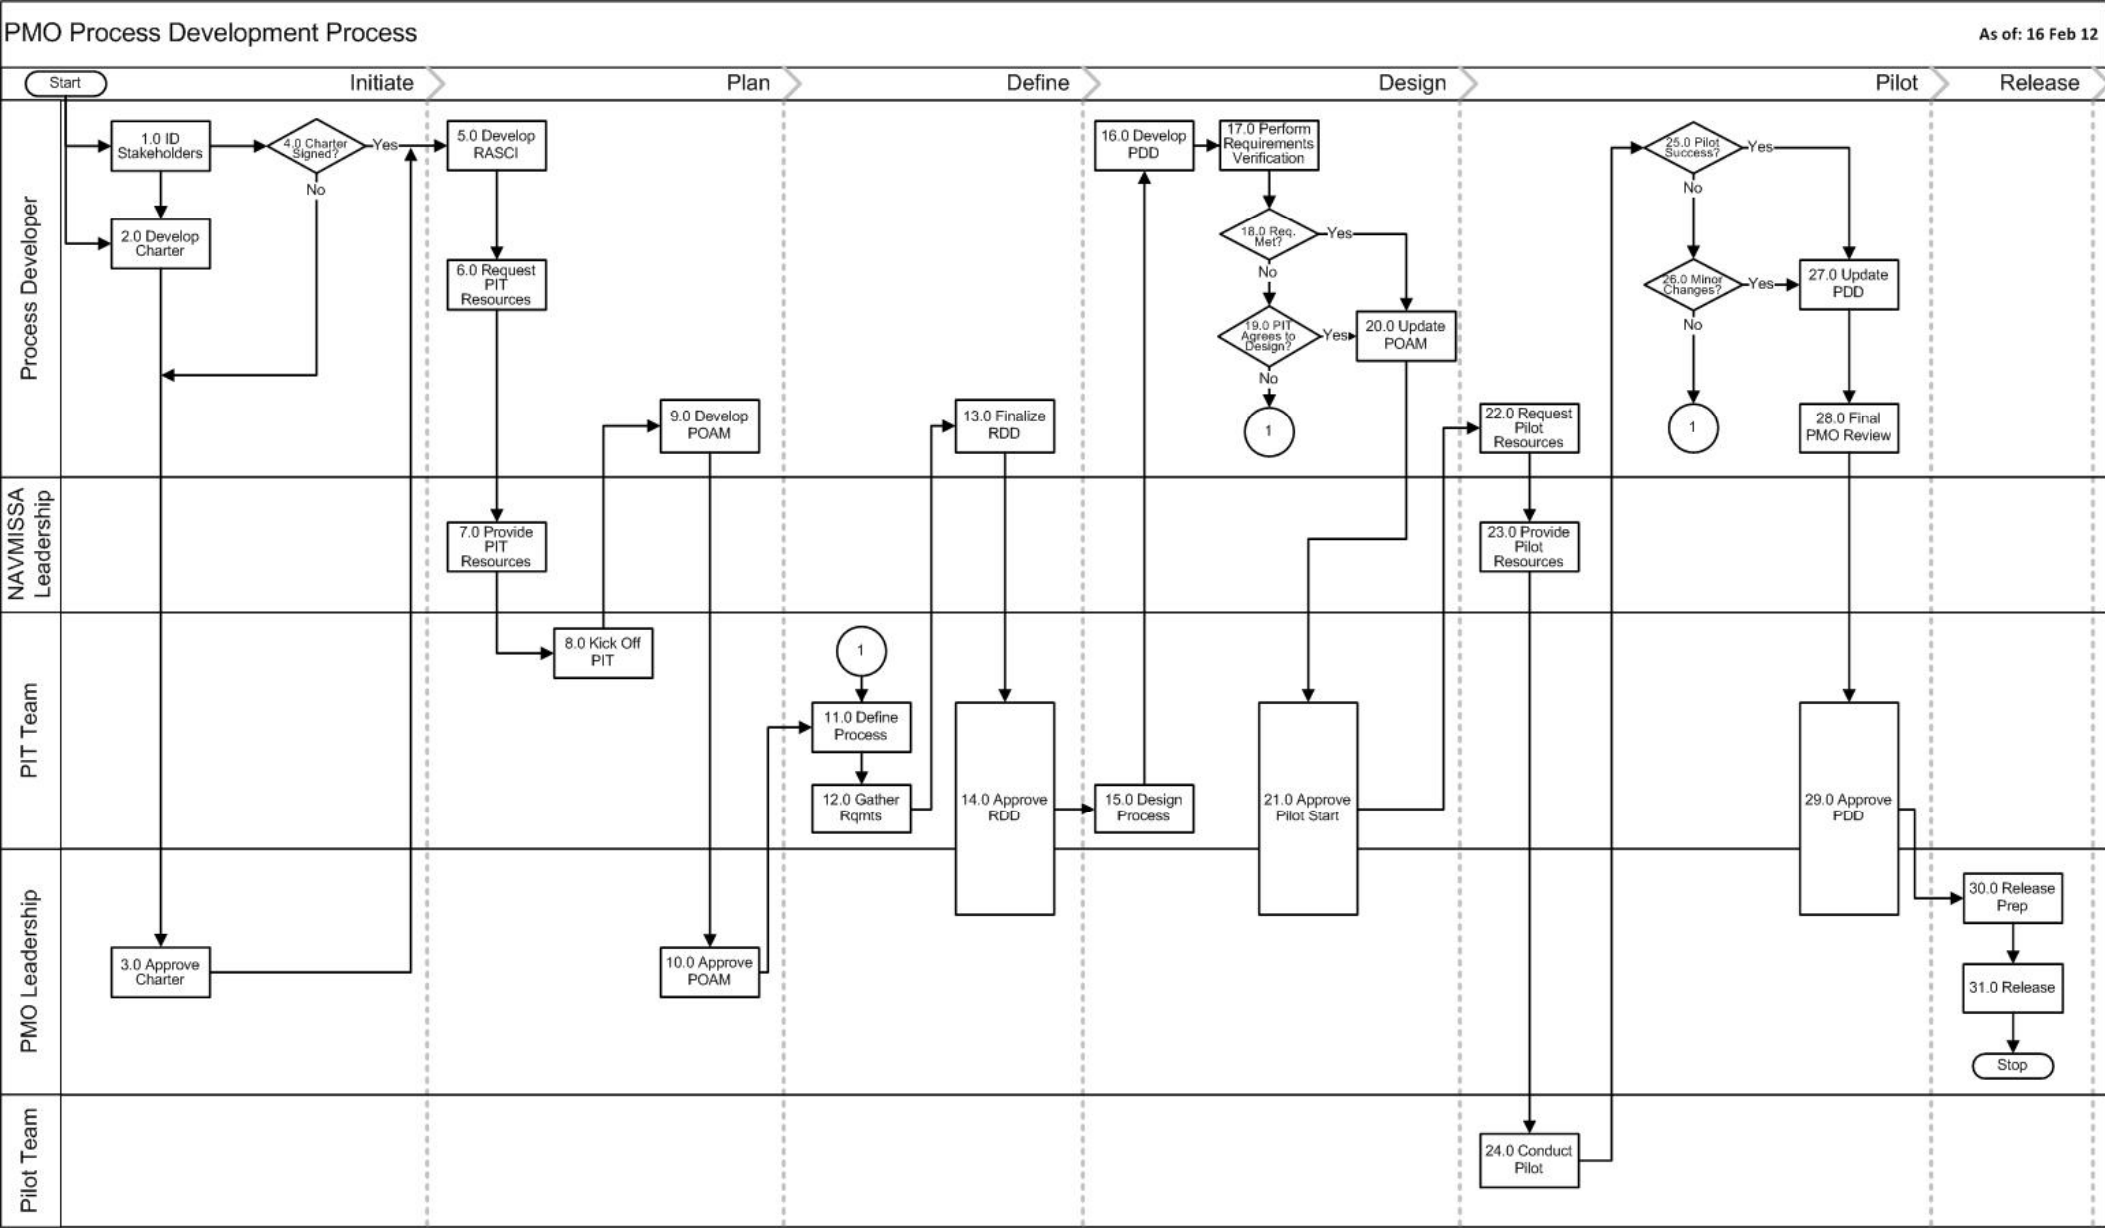 PMO Process Development Process
As of: 16 Feb 12
Start
Initiate
Plan
Define
Design
Pilot
Release
Process Developer
1.0 ID
Stakeholders
4.0 Charter
Signed?
Yes
No
2.0 Develop
Charter
5.0 Develop
RASCI
6.0 Request
PIT
Resources
9.0 Develop
POAM
13.0 Finalize
RDD
16.0 Develop
PDD
17.0 Perform
Requirements
Verification
18.0 Req.
Met?
Yes
No
19.0 PIT
Agrees to
Design?
Yes
No
1
20.0 Update
POAM
22.0 Request
Pilot
Resources
25.0 Pilot
Success?
Yes
No
26.0 Minor
Changes?
Yes
No
1
27.0 Update
PDD
28.0 Final
PMO Review
NAVMISSA
Leadership
7.0 Provide
PIT
Resources
23.0 Provide
Pilot
Resources
PIT Team
8.0 Kick Off
PIT
1
11.0 Define
Process
12.0 Gather
Rqmts
14.0 Approve
RDD
15.0 Design
Process
21.0 Approve
Pilot Start
29.0 Approve
PDD
PMO Leadership
3.0 Approve
Charter
10.0 Approve
POAM
30.0 Release
Prep
31.0 Release
Stop
Pilot Team
24.0 Conduct
Pilot